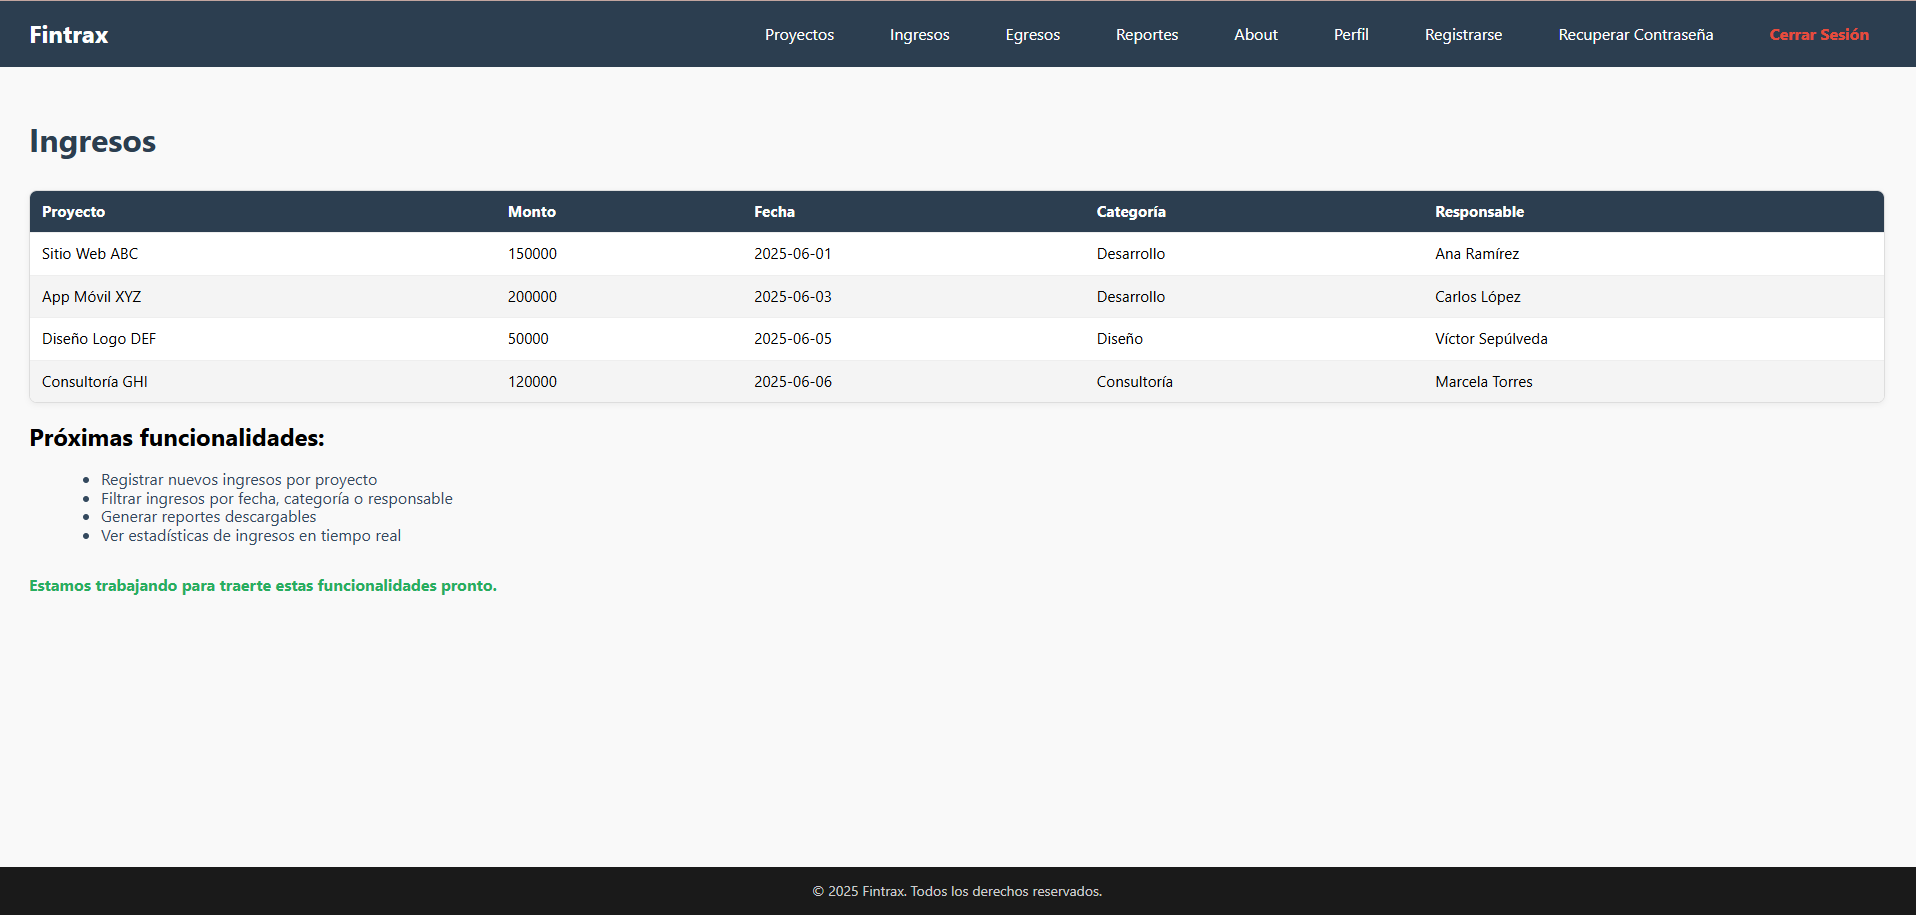 Fintrax Proyectos Ingresos Egresos Reportes About Perfil Registrarse Recuperar Contraseña Cerrar Sesión
Ingresos
Proyecto Monto Fecha Categoría Responsable
Sitio Web ABC 150000 2025-06-01 Desarrollo Ana Ramírez
App Móvil XYZ 200000 2025-06-03 Desarrollo Carlos López
Diseño Logo DEF 50000 2025-06-05 Diseño Víctor Sepúlveda
Consultoría GHI 120000 2025-06-06 Consultoría Marcela Torres
Próximas funcionalidades:
• Registrar nuevos ingresos por proyecto
• Filtrar ingresos por fecha, categoría o responsable
• Generar reportes descargables
• Ver estadísticas de ingresos en tiempo real
Estamos trabajando para traerte estas funcionalidades pronto.
© 2025 Fintrax. Todos los derechos reservados.